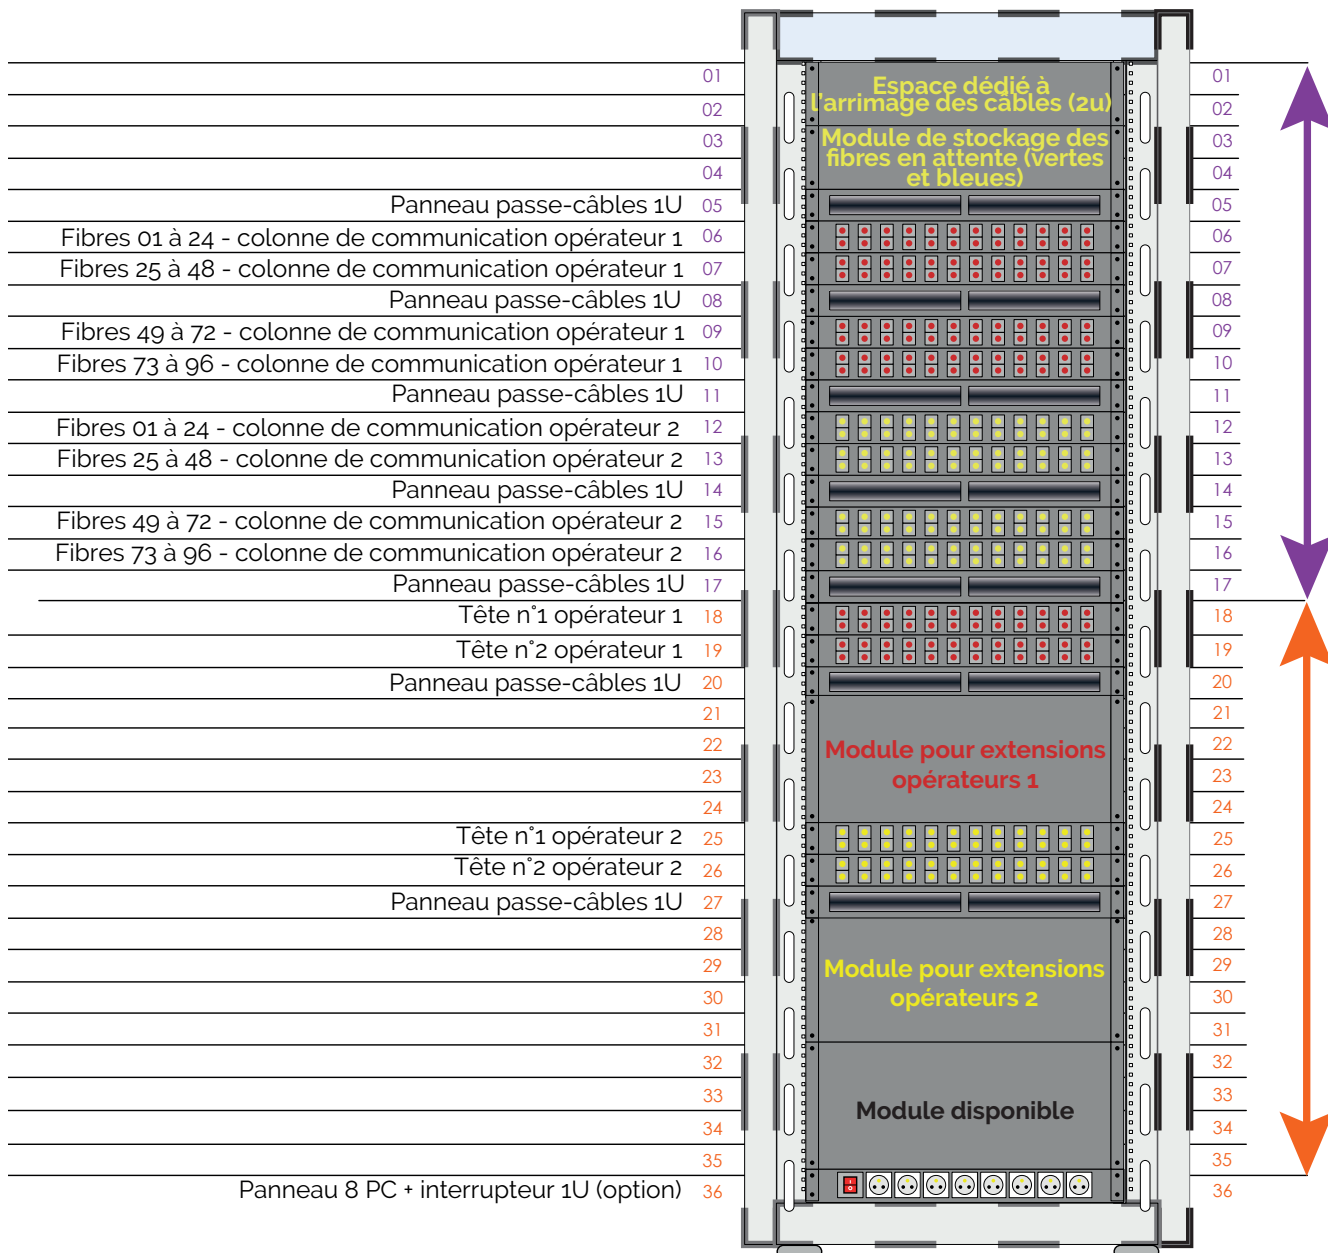 01 Espace dédié à 01
l'arrimage des câbles (2u)
02 02
03 Module de stockage des 03
fibres en attente (vertes
04 et bleues) 04
Panneau passe-câbles 1U 05 05
Fibres 01 à 24 - colonne de communication opérateur 1 06 06
Fibres 25 à 48 - colonne de communication opérateur 1 07 07
Panneau passe-câbles 1U 08 08
Fibres 49 à 72 - colonne de communication opérateur 1 09 09
Fibres 73 à 96 - colonne de communication opérateur 1 10 10
Panneau passe-câbles 1U 11 11
Fibres 01 à 24 - colonne de communication opérateur 2 12 12
Fibres 25 à 48 - colonne de communication opérateur 2 13 13
Panneau passe-câbles 1U 14 14
Fibres 49 à 72 - colonne de communication opérateur 2 15 15
Fibres 73 à 96 - colonne de communication opérateur 2 16 16
Panneau passe-câbles 1U 17 17
Tête n°1 opérateur 1 18 18
Tête n°2 opérateur 1 19 19
Panneau passe-câbles 1U 20 20
21 21
22 Module pour extensions 22
23 opérateurs 1 23
24 24
Tête n°1 opérateur 2 25 25
Tête n°2 opérateur 2 26 26
Panneau passe-câbles 1U 27 27
28 28
29 Module pour extensions 29
30 opérateurs 2 30
31 31
32 32
33 Module disponible 33
34 34
35 35
Panneau 8 PC + interrupteur 1U (option) 36 36